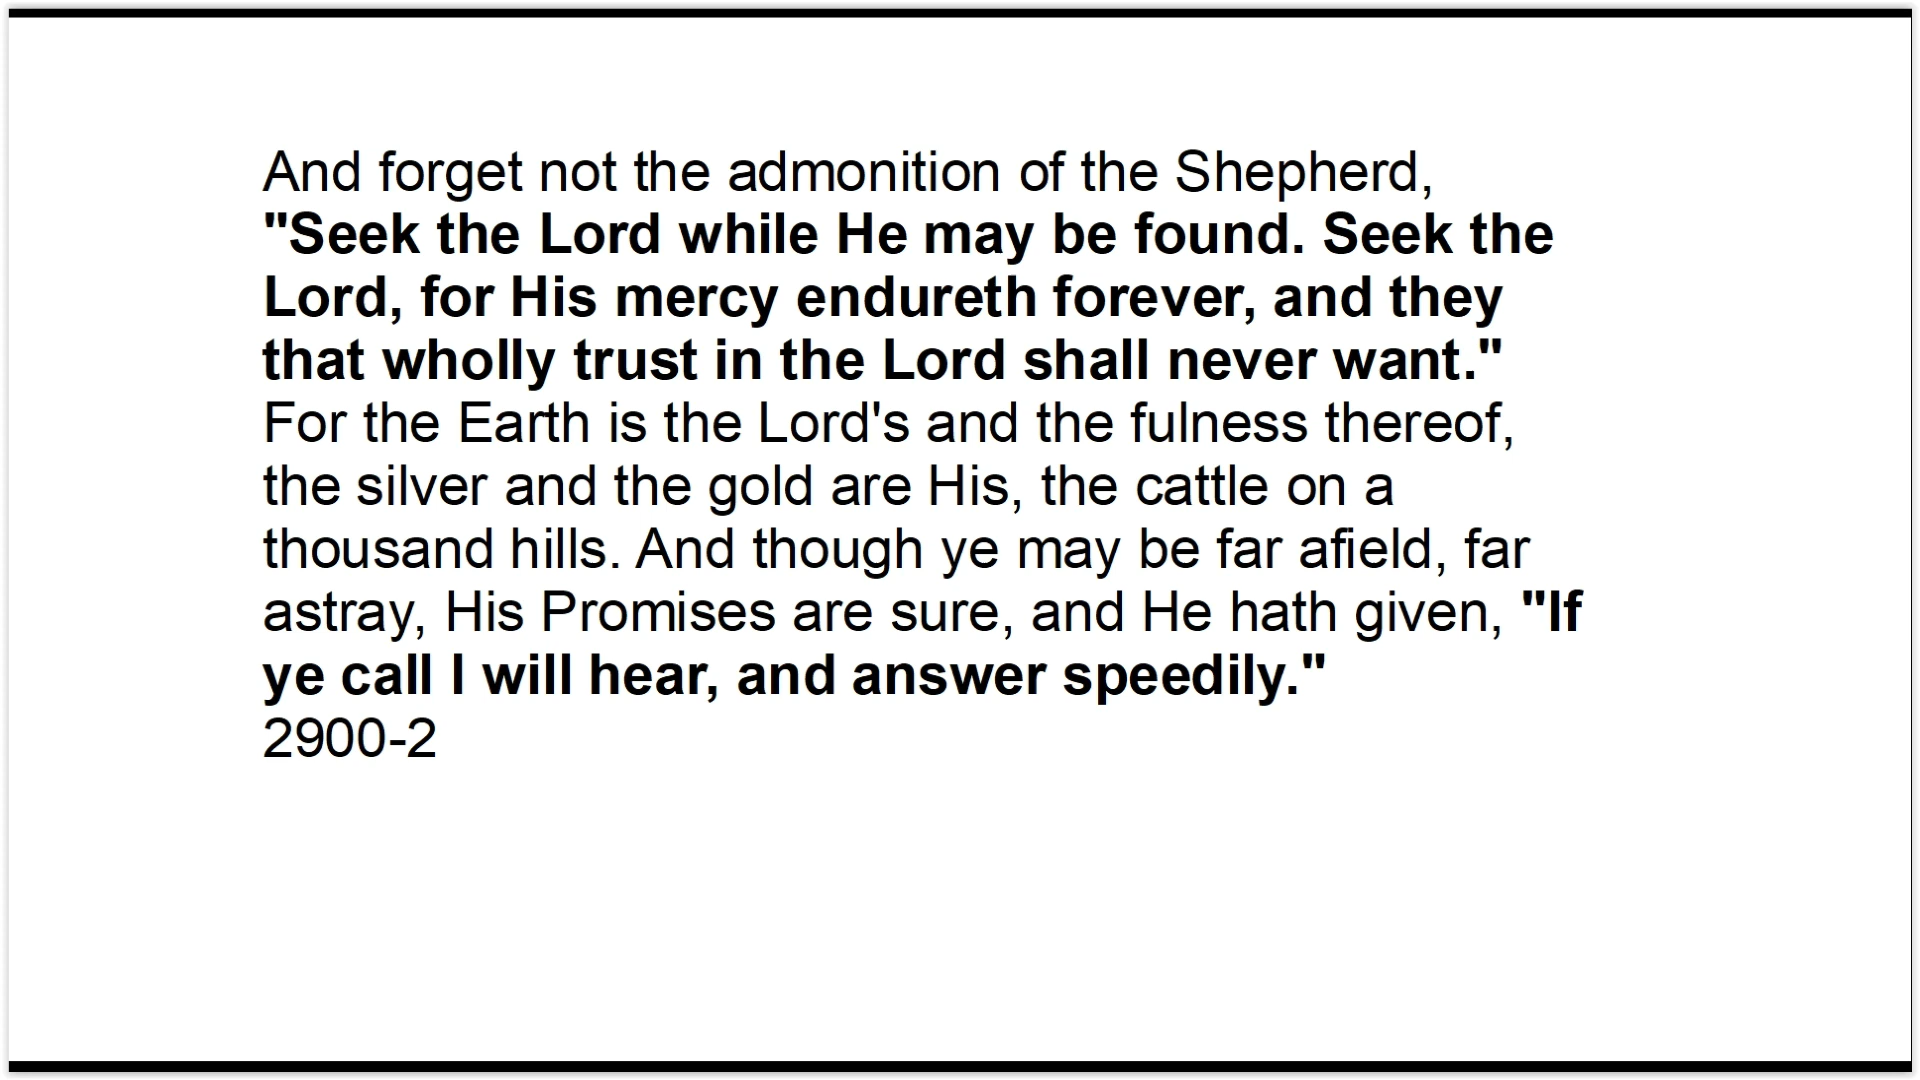 And forget not the admonition of the Shepherd,
"Seek the Lord while He may be found. Seek the
Lord, for His mercy endureth forever, and they
that wholly trust in the Lord shall never want."
For the Earth is the Lord's and the fulness thereof,
the silver and the gold are His, the cattle on a
thousand hills. And though ye may be far afield, far
astray, His Promises are sure, and He hath given, "If
ye call I will hear, and answer speedily."
2900-2